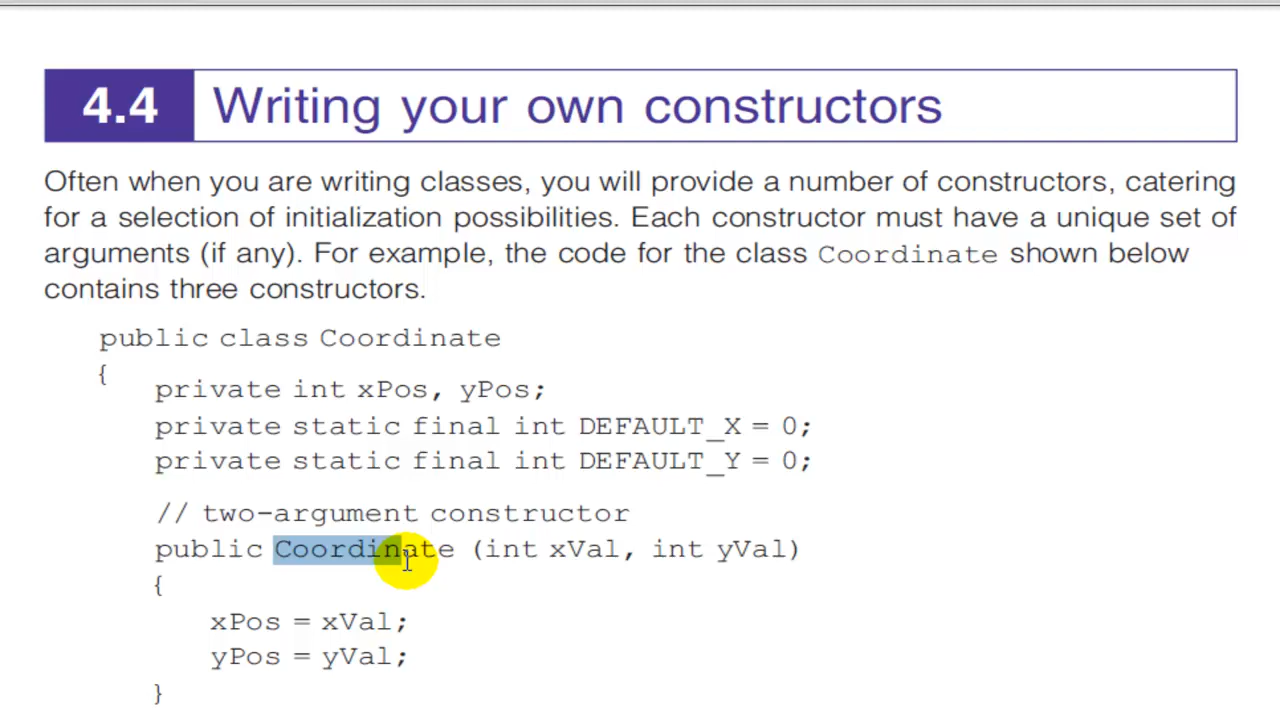 4.4 Writing your own constructors
Often when you are writing classes, you will provide a number of constructors, catering
for a selection of initialization possibilities. Each constructor must have a unique set of
arguments (if any). For example, the code for the class Coordinate shown below
contains three constructors.
public class Coordinate
{
private int xPos, yPos;
private static final int DEFAULT_X = 0;
private static final int DEFAULT_Y = 0;
// two-argument constructor
public Coordinate (int xVal, int yVal)
{
xPos = xVal;
yPos = yVal;
}